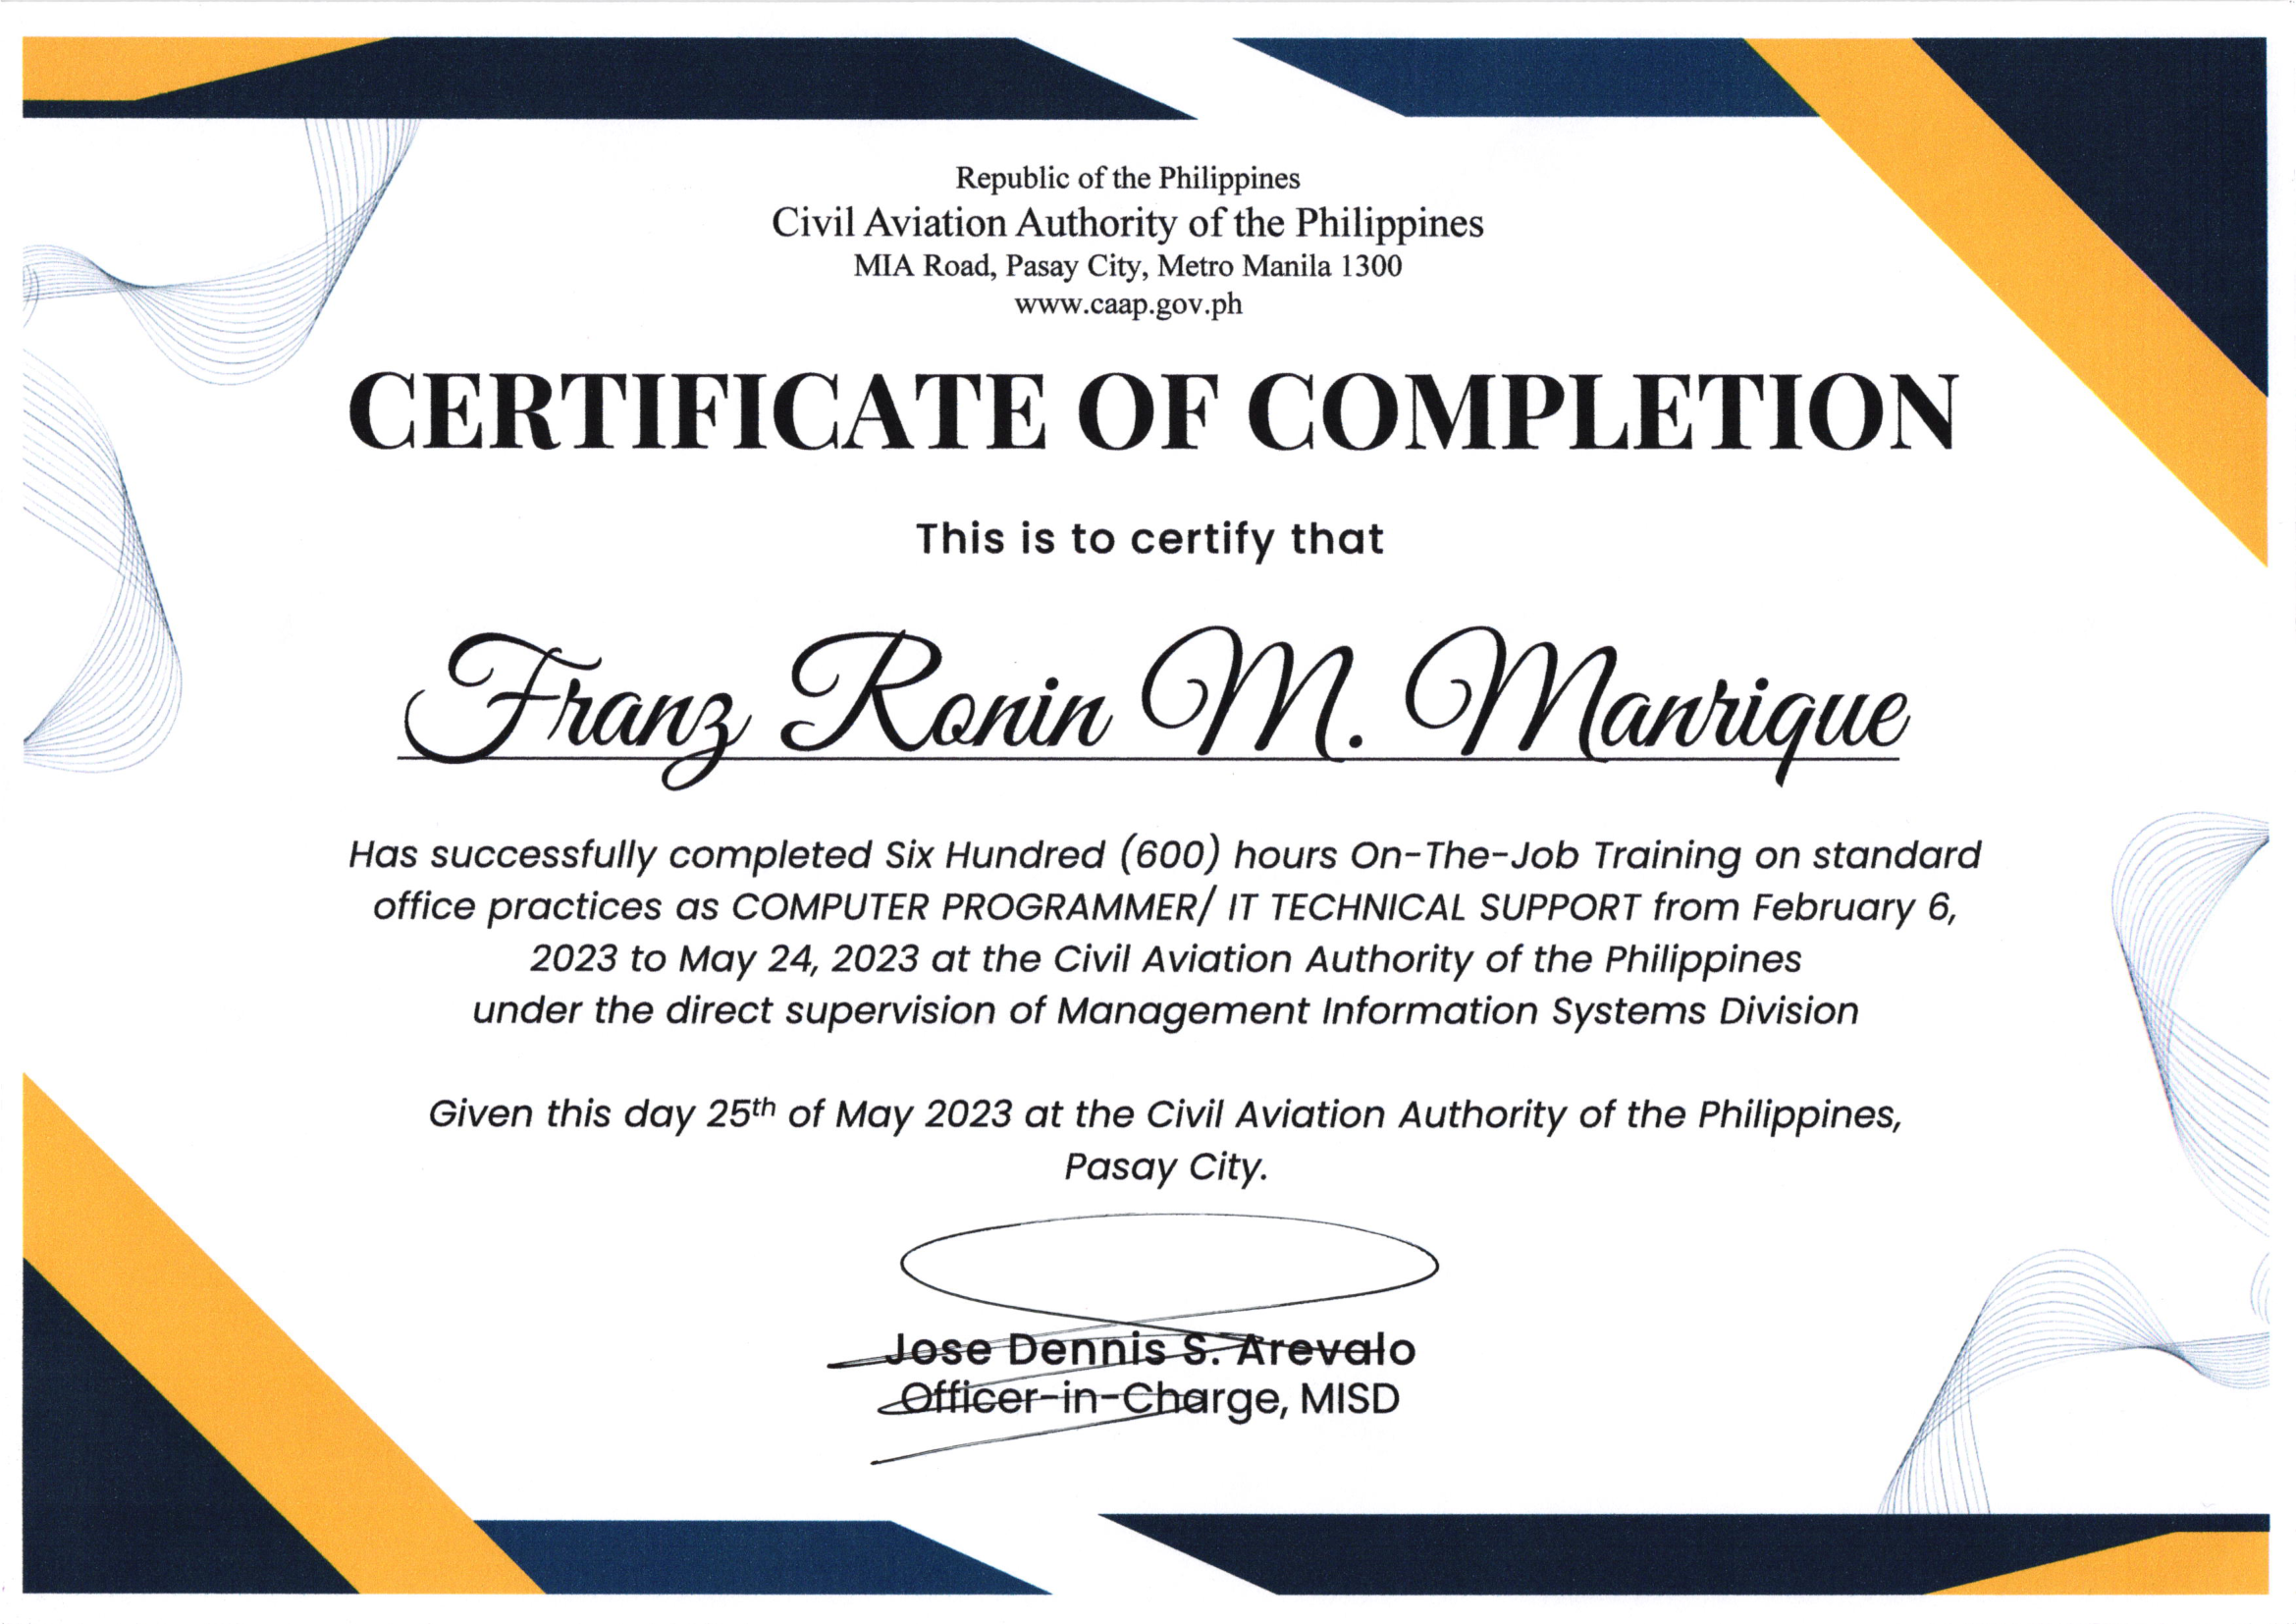 Republic of the Philippines
Civil Aviation Authority of the Philippines
MIA Road, Pasay City, Metro Manila 1300
www.caap.gov.ph
CERTIFICATE OF COMPLETION
This is to certify that
Franz Ronin M. Manrique
Has successfully completed Six Hundred (600) hours On-The-Job Training on standard
office practices as COMPUTER PROGRAMMER/ IT TECHNICAL SUPPORT from February 6,
2023 to May 24, 2023 at the Civil Aviation Authority of the Philippines
under the direct supervision of Management Information Systems Division
Given this day 25th of May 2023 at the Civil Aviation Authority of the Philippines,
Pasay City.
Jose Dennis S. Arevalo
Officer-in-Charge, MISD